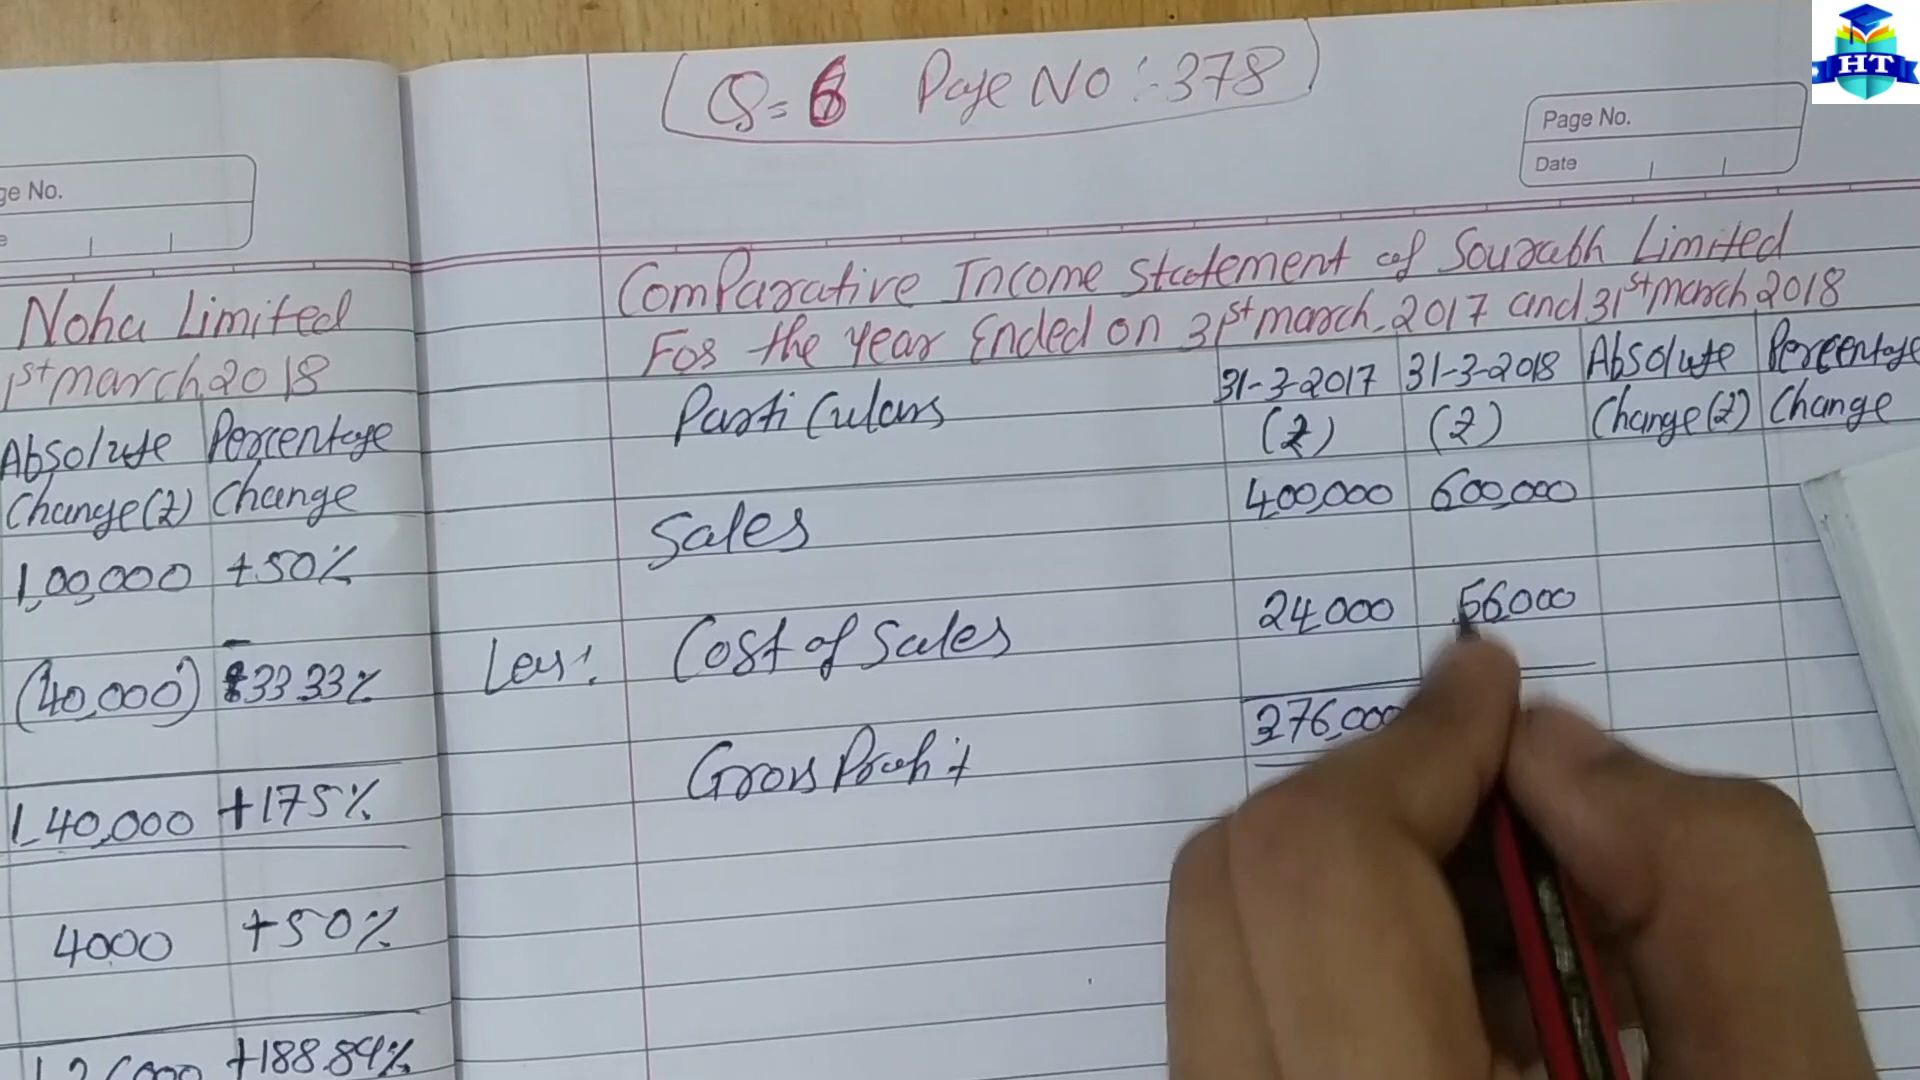 HT
Q=6 Page No:-378
Page No.
Date
ge No.
e
Noha Limited
1st march, 2018
Absolute Percentage
Change(₹) Change
1,00,000 +50%
(40,000) 33.33%
1,40,000 +175%
4000 +50%
+188.89%
Comparative Income Statement of Sourabh Limited
For the year Ended on 31st march, 2017 and 31st march 2018
Particulars 31-3-2017 31-3-2018 Absolute Percentage
(₹) (₹) Change(₹) Change
Sales 400,000 600,000
Less: Cost of Sales 24,000 56000
Gross Profit 376,000